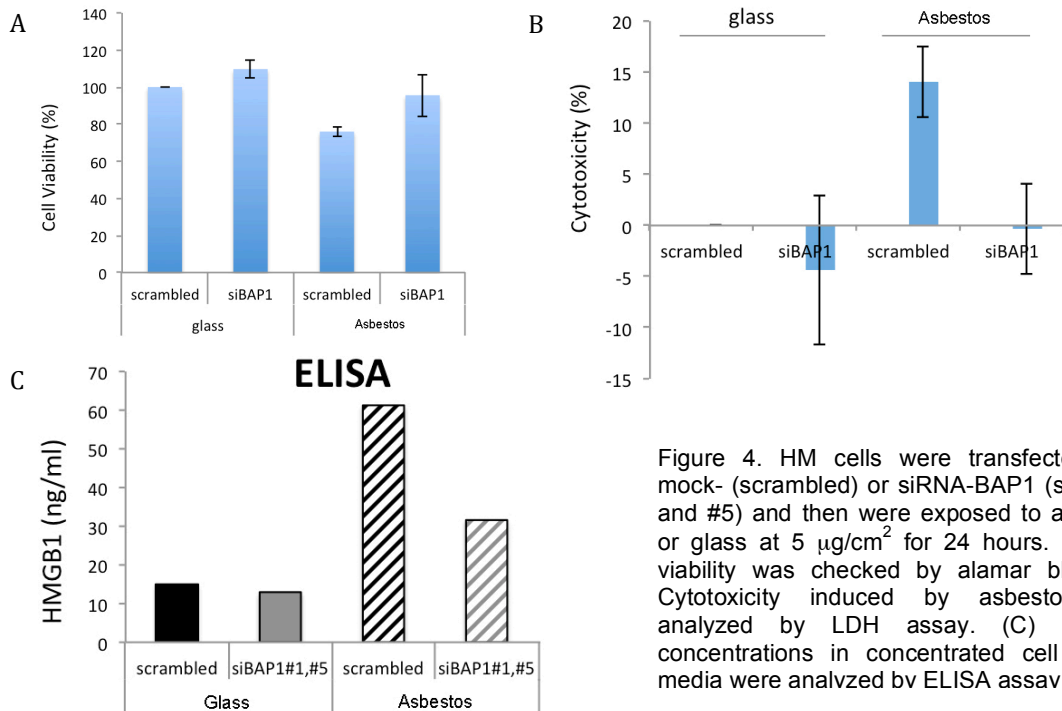 A
Cell Viability (%)
140
120
100
80
60
40
20
0
scrambled siBAP1 scrambled siBAP1
glass Asbestos
B
Cytotoxicity (%)
glass Asbestos
20
15
10
5
0
-5
-10
-15
scrambled siBAP1 scrambled siBAP1
C
ELISA
HMGB1 (ng/ml)
70
60
50
40
30
20
10
0
scrambled siBAP1#1,#5 scrambled siBAP1#1,#5
Glass Asbestos
Figure 4. HM cells were transfecte
mock- (scrambled) or siRNA-BAP1 (s
and #5) and then were exposed to a
or glass at 5 μg/cm² for 24 hours.
viability was checked by alamar bl
Cytotoxicity induced by asbesto
analyzed by LDH assay. (C)
concentrations in concentrated cell
media were analyzed by ELISA assay